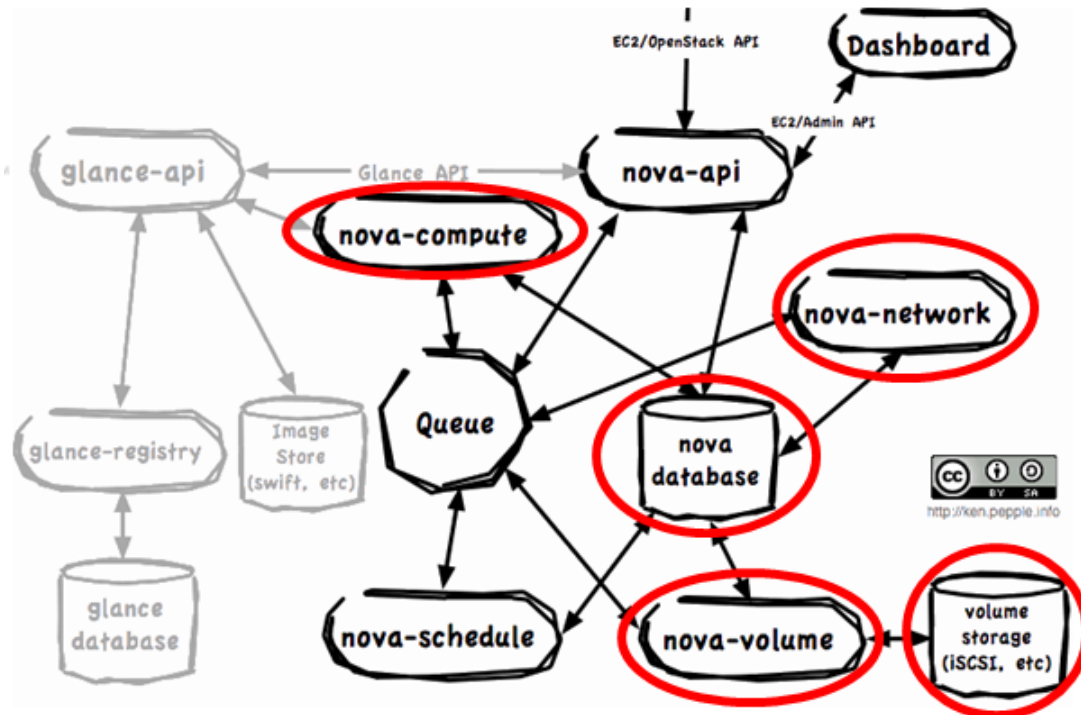 EC2/OpenStack API
Dashboard
EC2/Admin API
glance-api
Glance API
nova-api
nova-compute
nova-network
Queue
nova
database
glance-registry
Image
Store
(swift, etc)
cc
BY SA
http://ken.pepple.info
glance
database
nova-schedule
nova-volume
volume
storage
(iSCSI, etc)